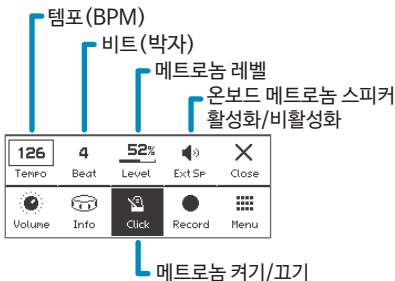 템포(BPM)
비트(박자)
메트로놈 레벨
온보드 메트로놈 스피커
활성화/비활성화
126 4 52% X
Tempo Beat Level Ext Sp Close
Volume Info Click Record Menu
메트로놈 켜기/끄기